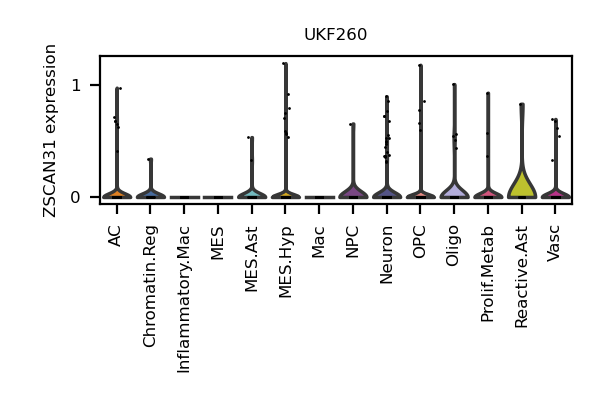 UKF260
ZSCAN31 expression
1
0
AC
Chromatin.Reg
Inflammatory.Mac
MES
MES.Ast
MES.Hyp
Mac
NPC
Neuron
OPC
Oligo
Prolif.Metab
Reactive.Ast
Vasc